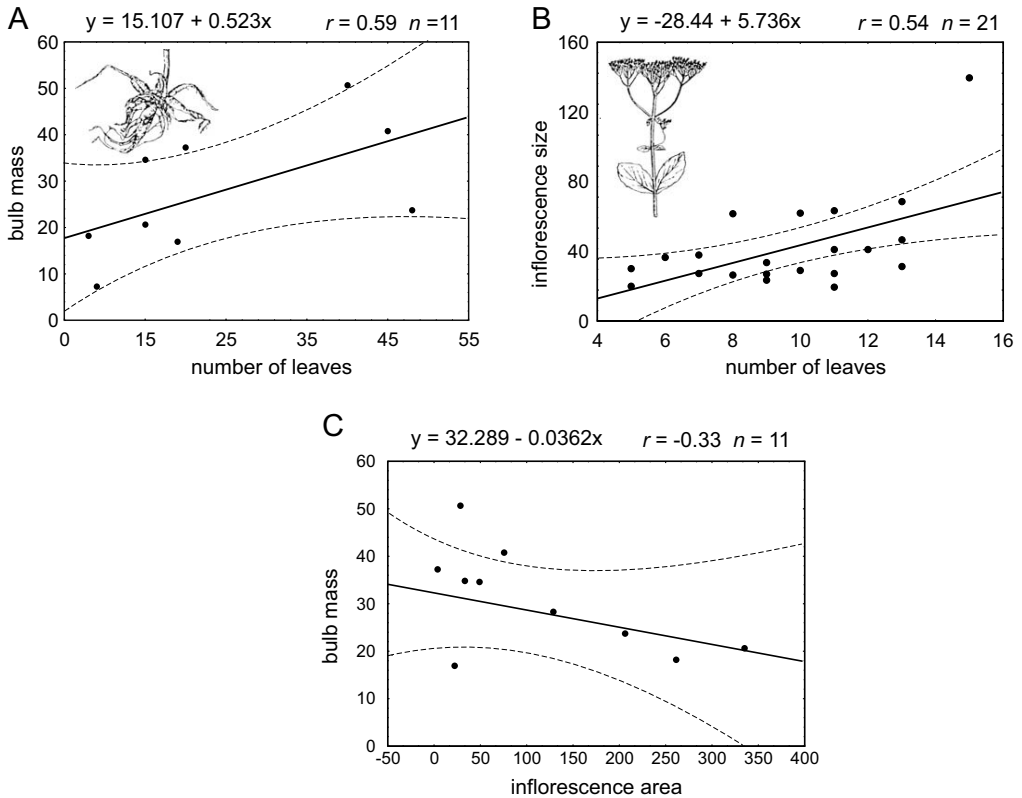 A
y = 15.107 + 0.523x r = 0.59 n =11
60
50
40
30
20
10
0
bulb mass
0 15 25 35 45 55
number of leaves
B
y = -28.44 + 5.736x r = 0.54 n = 21
160
120
80
40
0
inflorescence size
4 6 8 10 12 14 16
number of leaves
C
y = 32.289 - 0.0362x r = -0.33 n = 11
60
50
40
30
20
10
0
bulb mass
-50 0 50 100 150 200 250 300 350 400
inflorescence area